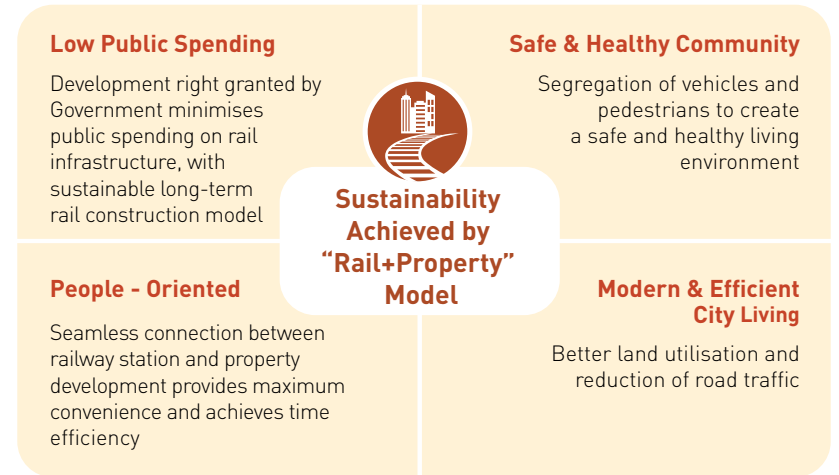 Low Public Spending
Development right granted by
Government minimises
public spending on rail
infrastructure, with
sustainable long-term
rail construction model
Safe & Healthy Community
Segregation of vehicles and
pedestrians to create
a safe and healthy living
environment
Sustainability
Achieved by
“Rail+Property”
Model
People - Oriented
Seamless connection between
railway station and property
development provides maximum
convenience and achieves time
efficiency
Modern & Efficient
City Living
Better land utilisation and
reduction of road traffic